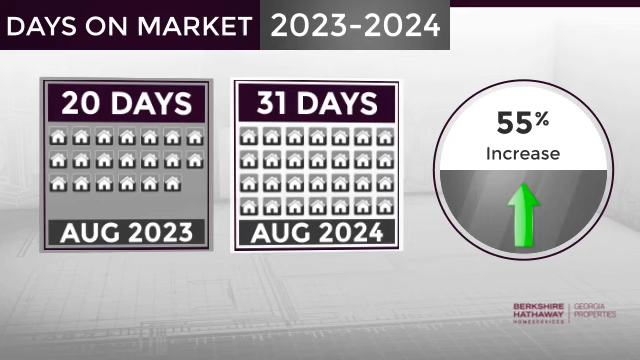 DAYS ON MARKET 2023-2024
20 DAYS
AUG 2023
31 DAYS
AUG 2024
55%
Increase
BERKSHIRE HATHAWAY HOMESERVICES
GEORGIA PROPERTIES